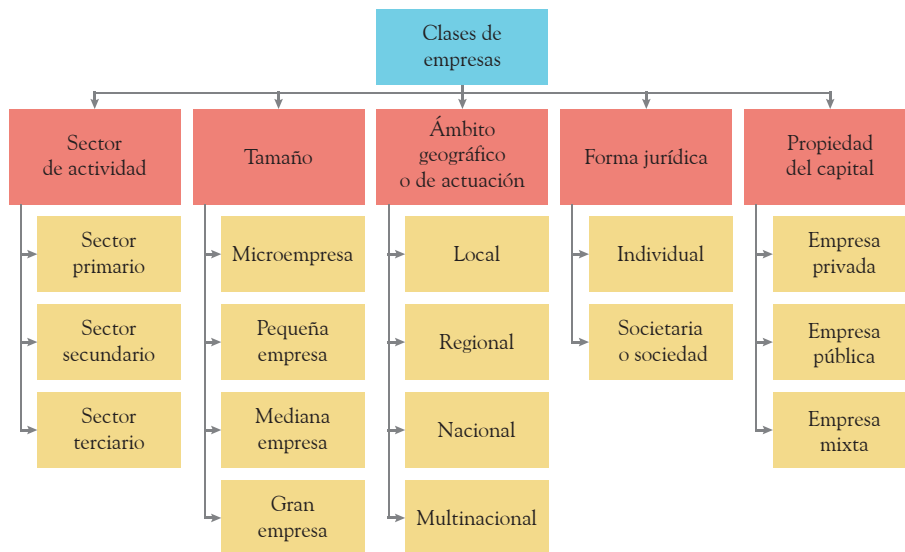 Clases de
empresas
Sector
de actividad
Tamaño
Ámbito
geográfico
o de actuación
Forma jurídica
Propiedad
del capital
Sector
primario
Sector
secundario
Sector
terciario
Microempresa
Pequeña
empresa
Mediana
empresa
Gran
empresa
Local
Regional
Nacional
Multinacional
Individual
Societaria
o sociedad
Empresa
privada
Empresa
pública
Empresa
mixta